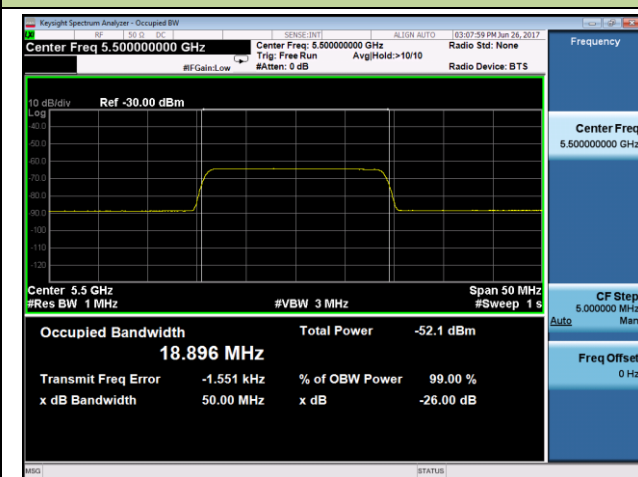 Keysight Spectrum Analyzer - Occupied BW
RF 50 Ω DC SENSE:INT ALIGN AUTO 03:07:59 PM Jun 26, 2017
Center Freq 5.500000000 GHz
Center Freq: 5.500000000 GHz Radio Std: None
Trig: Free Run Avg|Hold:>10/10
#IFGain:Low #Atten: 0 dB Radio Device: BTS
Frequency
10 dB/div Ref -30.00 dBm
Log
-40.0
-50.0
-60.0
-70.0
-80.0
-90.0
-100
-110
-120
Center 5.5 GHz Span 50 MHz
#Res BW 1 MHz #VBW 3 MHz #Sweep 1 s
Center Freq
5.500000000 GHz
CF Step
5.000000 MHz
Auto Man
Freq Offset
0 Hz
Occupied Bandwidth Total Power -52.1 dBm
18.896 MHz
Transmit Freq Error -1.551 kHz % of OBW Power 99.00 %
x dB Bandwidth 50.00 MHz x dB -26.00 dB
MSG STATUS